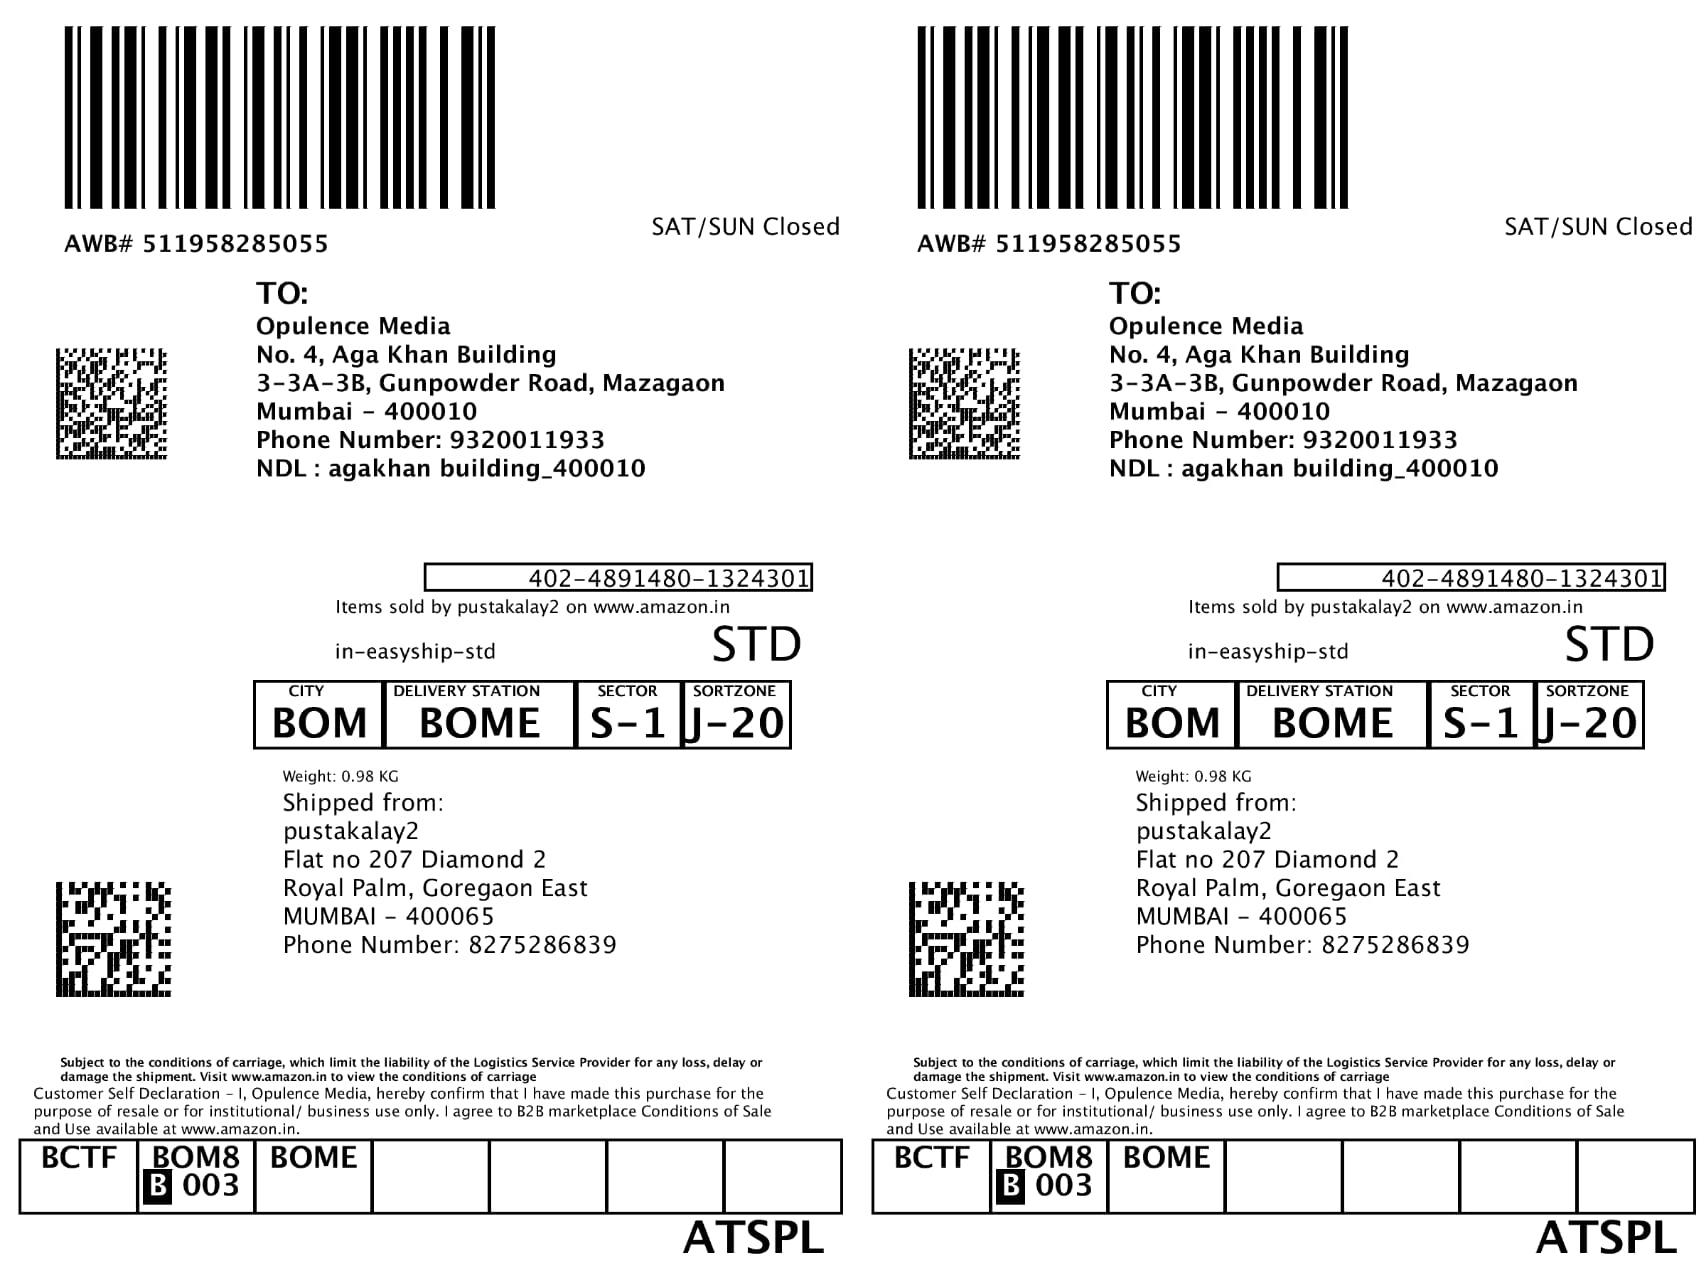 AWB# 511958285055
SAT/SUN Closed
TO:
Opulence Media
No. 4, Aga Khan Building
3-3A-3B, Gunpowder Road, Mazagaon
Mumbai - 400010
Phone Number: 9320011933
NDL : agakhan building_400010
402-4891480-1324301
Items sold by pustakalay2 on www.amazon.in
in-easyship-std
STD
CITY DELIVERY STATION SECTOR SORTZONE
BOM BOME S-1 J-20
Weight: 0.98 KG
Shipped from:
pustakalay2
Flat no 207 Diamond 2
Royal Palm, Goregaon East
MUMBAI - 400065
Phone Number: 8275286839
Subject to the conditions of carriage, which limit the liability of the Logistics Service Provider for any loss, delay or
damage the shipment. Visit www.amazon.in to view the conditions of carriage
Customer Self Declaration - I, Opulence Media, hereby confirm that I have made this purchase for the
purpose of resale or for institutional/ business use only. I agree to B2B marketplace Conditions of Sale
and Use available at www.amazon.in.
BCTF BOM8 BOME
B 003
ATSPL
AWB# 511958285055
SAT/SUN Closed
TO:
Opulence Media
No. 4, Aga Khan Building
3-3A-3B, Gunpowder Road, Mazagaon
Mumbai - 400010
Phone Number: 9320011933
NDL : agakhan building_400010
402-4891480-1324301
Items sold by pustakalay2 on www.amazon.in
in-easyship-std
STD
CITY DELIVERY STATION SECTOR SORTZONE
BOM BOME S-1 J-20
Weight: 0.98 KG
Shipped from:
pustakalay2
Flat no 207 Diamond 2
Royal Palm, Goregaon East
MUMBAI - 400065
Phone Number: 8275286839
Subject to the conditions of carriage, which limit the liability of the Logistics Service Provider for any loss, delay or
damage the shipment. Visit www.amazon.in to view the conditions of carriage
Customer Self Declaration - I, Opulence Media, hereby confirm that I have made this purchase for the
purpose of resale or for institutional/ business use only. I agree to B2B marketplace Conditions of Sale
and Use available at www.amazon.in.
BCTF BOM8 BOME
B 003
ATSPL